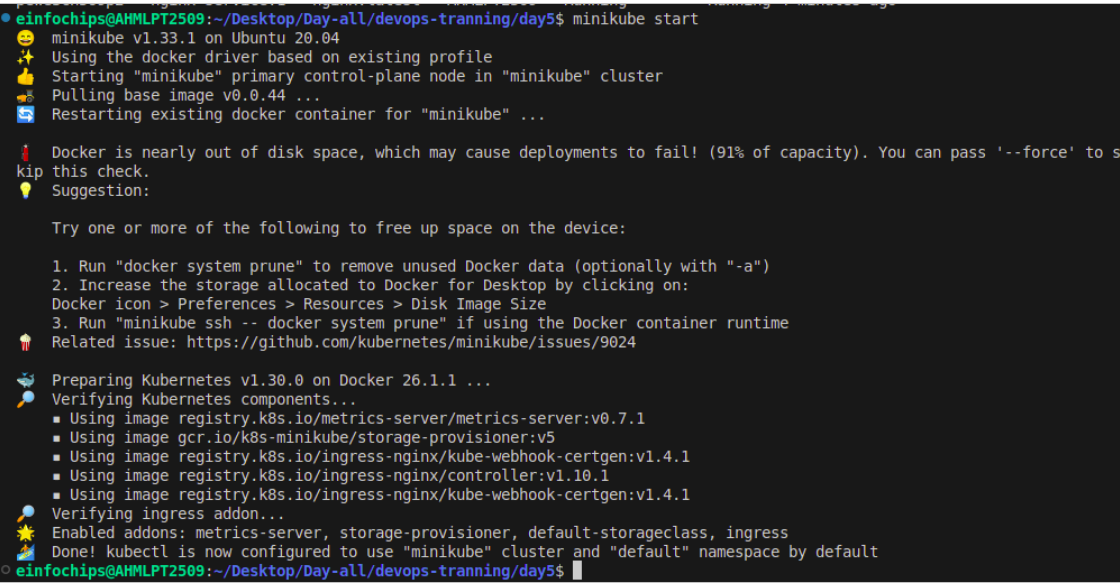 einfochips@AHMLPT2509:~/Desktop/Day-all/devops-tranning/day5$ minikube start
minikube v1.33.1 on Ubuntu 20.04
Using the docker driver based on existing profile
Starting "minikube" primary control-plane node in "minikube" cluster
Pulling base image v0.0.44 ...
Restarting existing docker container for "minikube" ...
Docker is nearly out of disk space, which may cause deployments to fail! (91% of capacity). You can pass '--force' to s
kip this check.
Suggestion:
Try one or more of the following to free up space on the device:
1. Run "docker system prune" to remove unused Docker data (optionally with "-a")
2. Increase the storage allocated to Docker for Desktop by clicking on:
Docker icon > Preferences > Resources > Disk Image Size
3. Run "minikube ssh -- docker system prune" if using the Docker container runtime
Related issue: https://github.com/kubernetes/minikube/issues/9024
Preparing Kubernetes v1.30.0 on Docker 26.1.1 ...
Verifying Kubernetes components...
▪ Using image registry.k8s.io/metrics-server/metrics-server:v0.7.1
▪ Using image gcr.io/k8s-minikube/storage-provisioner:v5
▪ Using image registry.k8s.io/ingress-nginx/kube-webhook-certgen:v1.4.1
▪ Using image registry.k8s.io/ingress-nginx/controller:v1.10.1
▪ Using image registry.k8s.io/ingress-nginx/kube-webhook-certgen:v1.4.1
Verifying ingress addon...
Enabled addons: metrics-server, storage-provisioner, default-storageclass, ingress
Done! kubectl is now configured to use "minikube" cluster and "default" namespace by default
einfochips@AHMLPT2509:~/Desktop/Day-all/devops-tranning/day5$